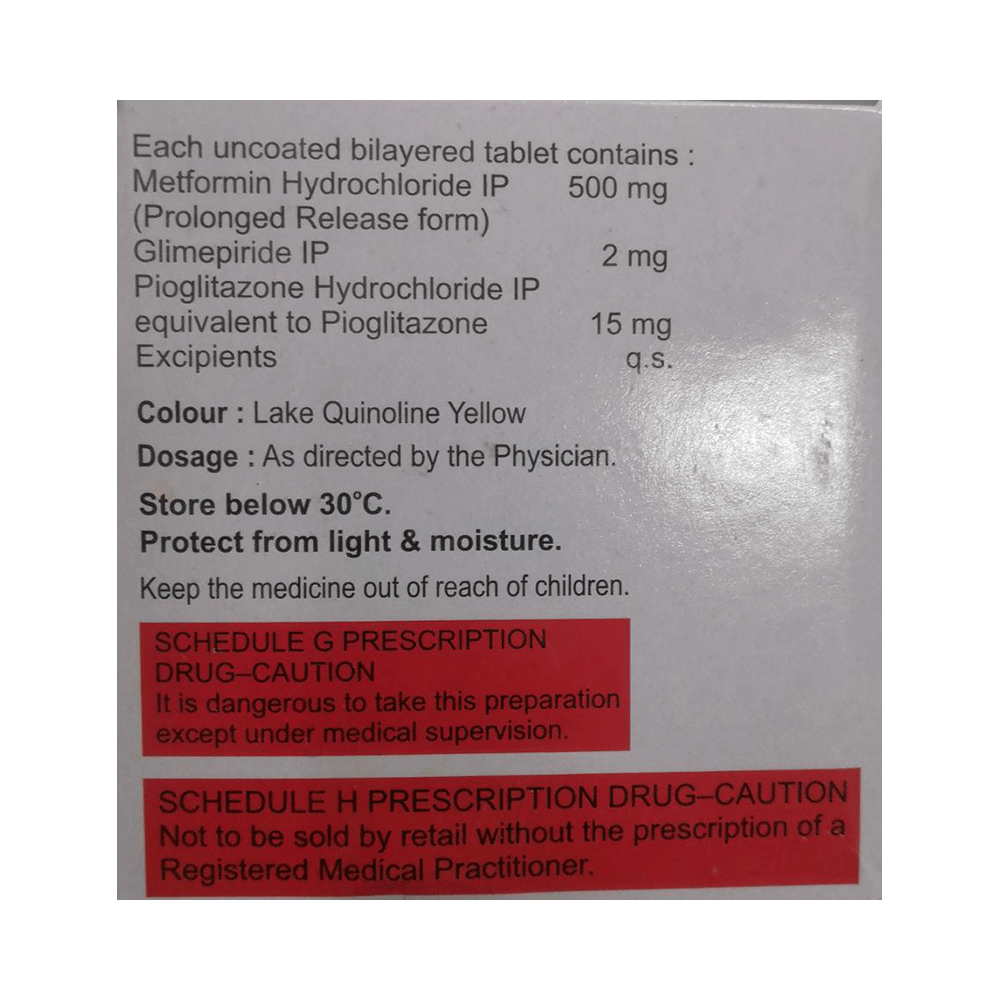 Each uncoated bilayered tablet contains :
Metformin Hydrochloride IP 500 mg
(Prolonged Release form)
Glimepiride IP 2 mg
Pioglitazone Hydrochloride IP
equivalent to Pioglitazone 15 mg
Excipients q.s.
Colour : Lake Quinoline Yellow
Dosage : As directed by the Physician.
Store below 30°C.
Protect from light & moisture.
Keep the medicine out of reach of children.
SCHEDULE G PRESCRIPTION
DRUG–CAUTION
It is dangerous to take this preparation
except under medical supervision.
SCHEDULE H PRESCRIPTION DRUG–CAUTION
Not to be sold by retail without the prescription of a
Registered Medical Practitioner.